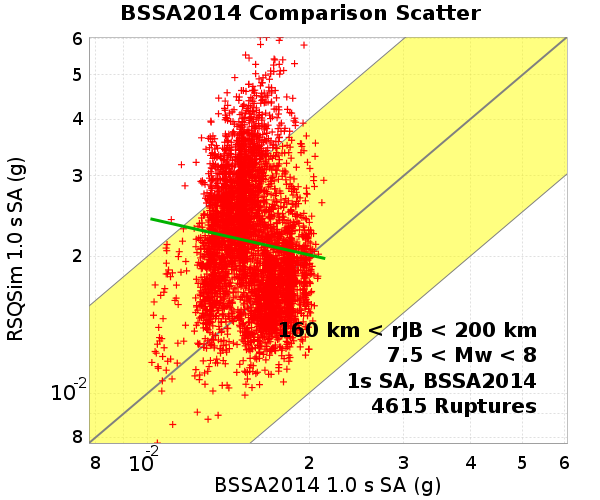 BSSA2014 Comparison Scatter
6
5
4
3
2
10-2
8
RSQSim 1.0 s SA (g)
160 km < rJB < 200 km
7.5 < Mw < 8
1s SA, BSSA2014
4615 Ruptures
8 10-2 2 3 4 5 6
BSSA2014 1.0 s SA (g)